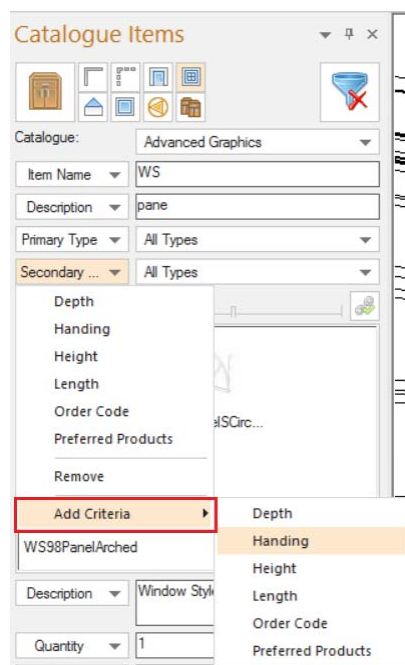 Catalogue Items
Catalogue: Advanced Graphics
Item Name WS
Description pane
Primary Type All Types
Secondary ... All Types
Depth
Handing
Height
Length
Order Code
Preferred Products
elSCirc...
Remove
Add Criteria
Depth
WS98PanelArched
Handing
Height
Description Window Style
Length
Order Code
Quantity 1
Preferred Products